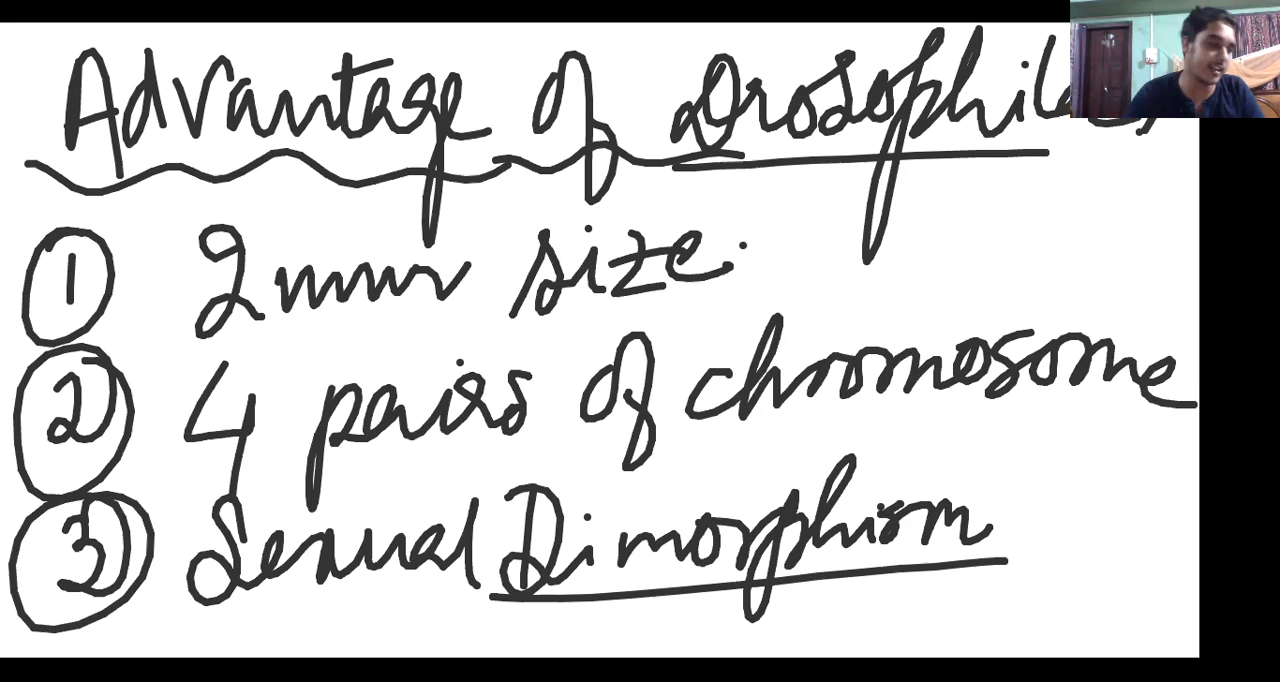 Advantage of Drosophila
① 2mm size.
② 4 pairs of chromosome
③ Sexual Dimorphism